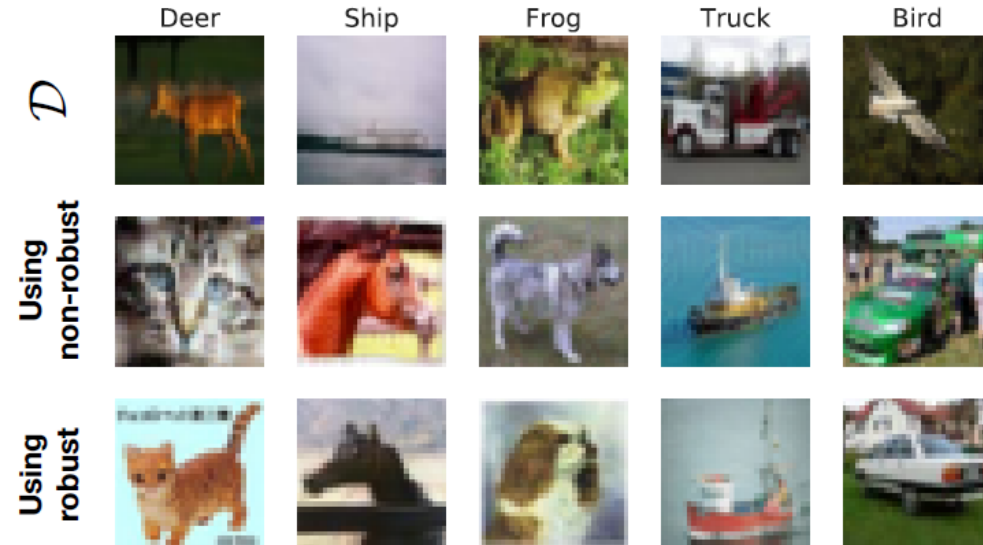 Deer Ship Frog Truck Bird
𝒟
Using
non-robust
Using
robust